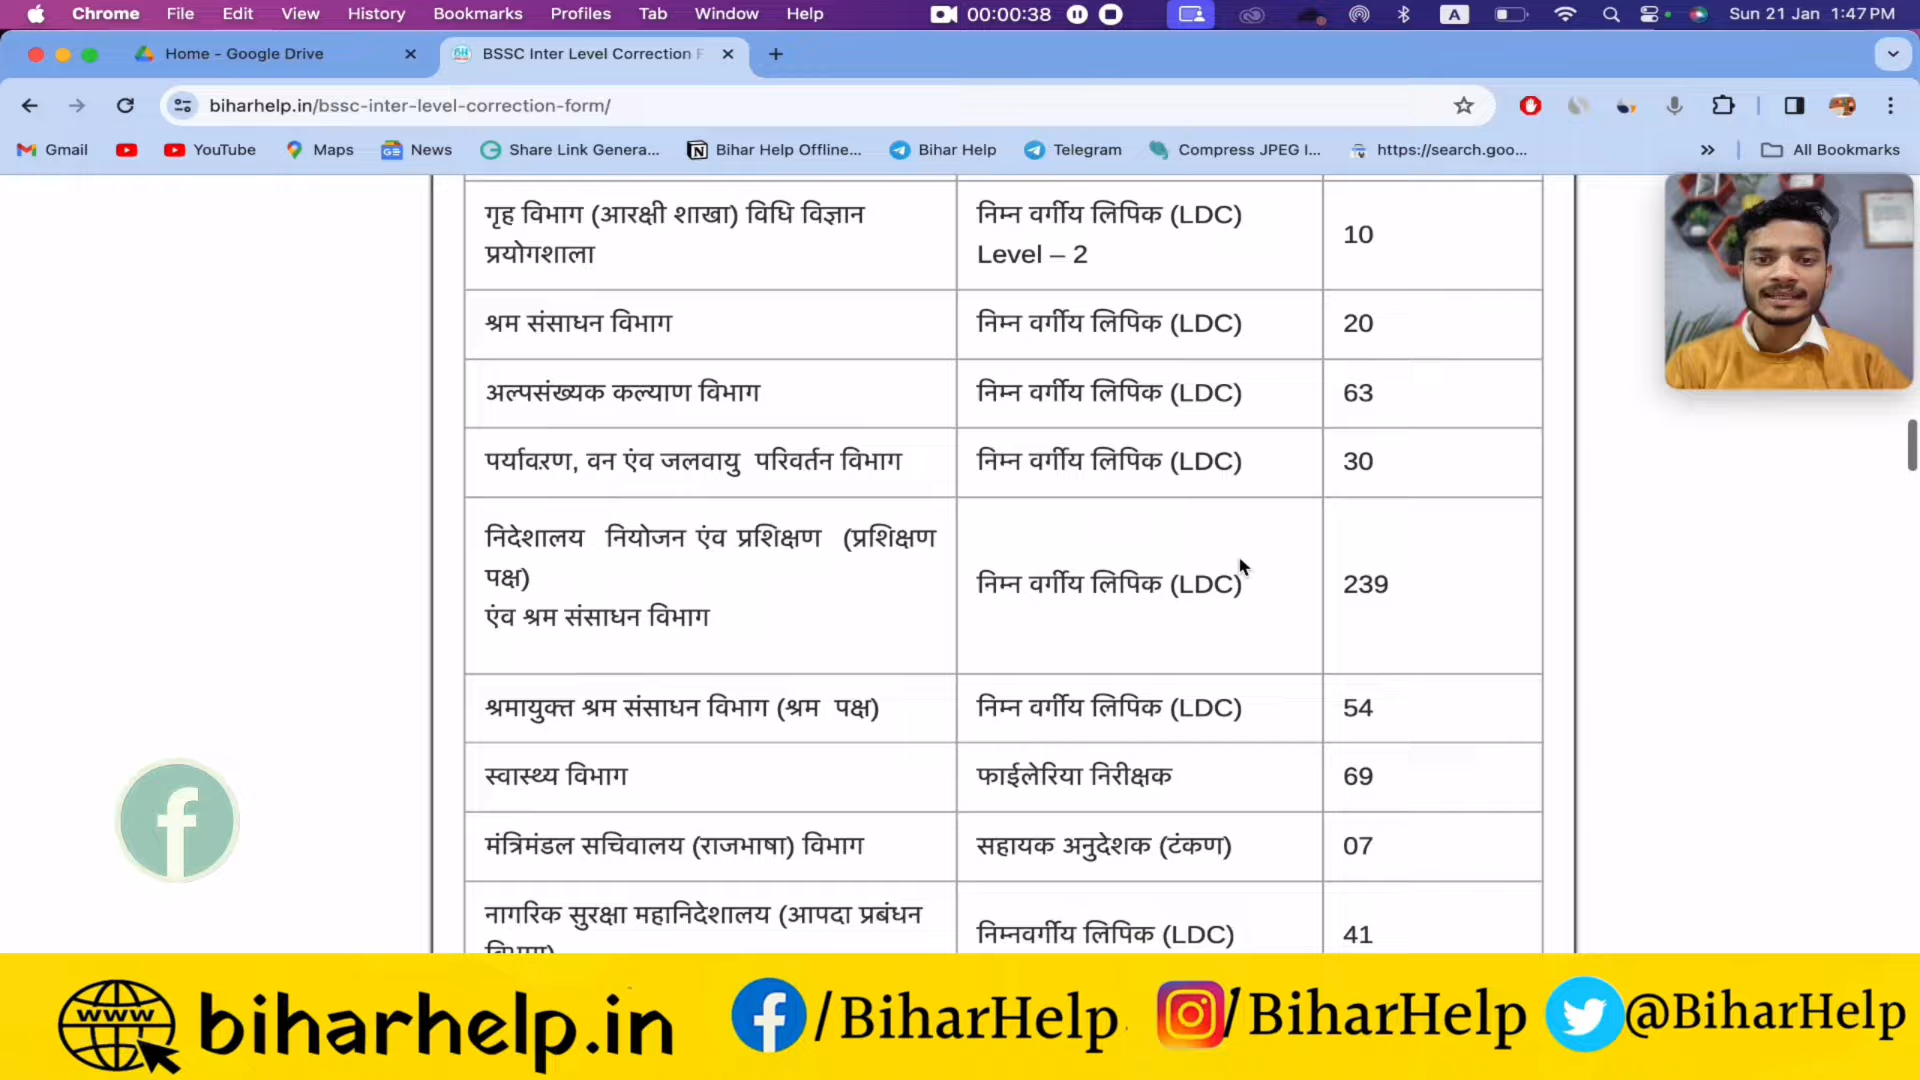 Chrome File Edit View History Bookmarks Profiles Tab Window Help 00:00:38 A Sun 21 Jan 1:47 PM
Home - Google Drive BSSC Inter Level Correction F
biharhelp.in/bssc-inter-level-correction-form/
Gmail YouTube Maps News Share Link Genera... Bihar Help Offline... Bihar Help Telegram Compress JPEG I... https://search.goo... All Bookmarks
गृह विभाग (आरक्षी शाखा) विधि विज्ञान
प्रयोगशाला
निम्न वर्गीय लिपिक (LDC)
Level – 2
10
श्रम संसाधन विभाग निम्न वर्गीय लिपिक (LDC) 20
अल्पसंख्यक कल्याण विभाग निम्न वर्गीय लिपिक (LDC) 63
पर्यावऱण, वन एंव जलवायु परिवर्तन विभाग निम्न वर्गीय लिपिक (LDC) 30
निदेशालय नियोजन एंव प्रशिक्षण (प्रशिक्षण
पक्ष)
एंव श्रम संसाधन विभाग
निम्न वर्गीय लिपिक (LDC) 239
श्रमायुक्त श्रम संसाधन विभाग (श्रम पक्ष) निम्न वर्गीय लिपिक (LDC) 54
स्वास्थ्य विभाग फाईलेरिया निरीक्षक 69
मंत्रिमंडल सचिवालय (राजभाषा) विभाग सहायक अनुदेशक (टंकण) 07
नागरिक सुरक्षा महानिदेशालय (आपदा प्रबंधन
निम्नवर्गीय लिपिक (LDC) 41
www biharhelp.in /BiharHelp /BiharHelp @BiharHelp